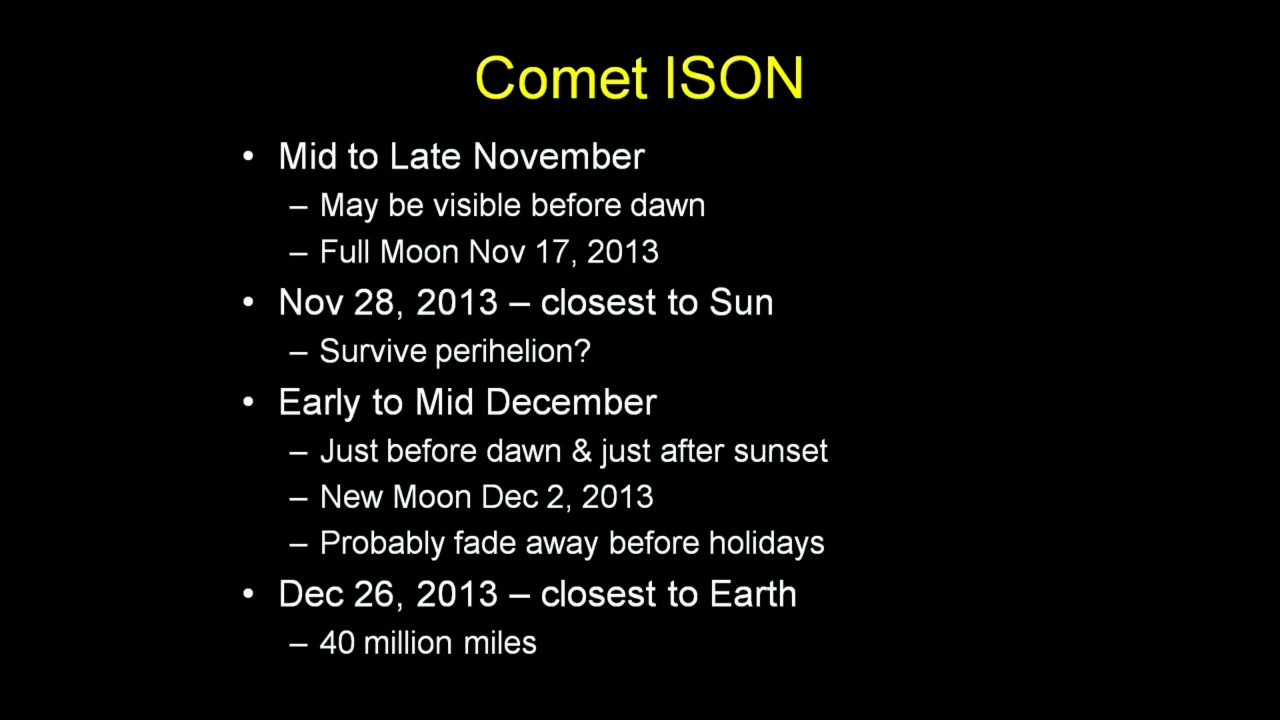 Comet ISON
• Mid to Late November
– May be visible before dawn
– Full Moon Nov 17, 2013
• Nov 28, 2013 – closest to Sun
– Survive perihelion?
• Early to Mid December
– Just before dawn & just after sunset
– New Moon Dec 2, 2013
– Probably fade away before holidays
• Dec 26, 2013 – closest to Earth
– 40 million miles